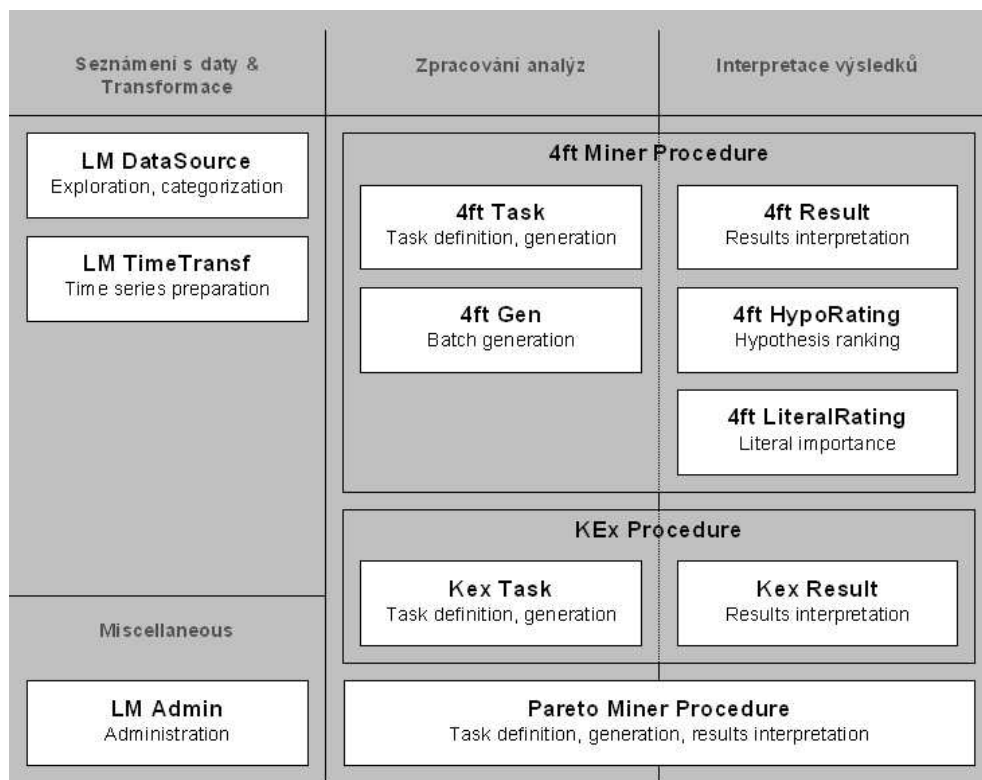 Seznámení s daty &
Transformace
Zpracování analýz
Interpretace výsledků
LM DataSource
Exploration, categorization
LM TimeTransf
Time series preparation
4ft Miner Procedure
4ft Task
Task definition, generation
4ft Result
Results interpretation
4ft Gen
Batch generation
4ft HypoRating
Hypothesis ranking
4ft LiteralRating
Literal importance
KEx Procedure
Kex Task
Task definition, generation
Kex Result
Results interpretation
Miscellaneous
LM Admin
Administration
Pareto Miner Procedure
Task definition, generation, results interpretation